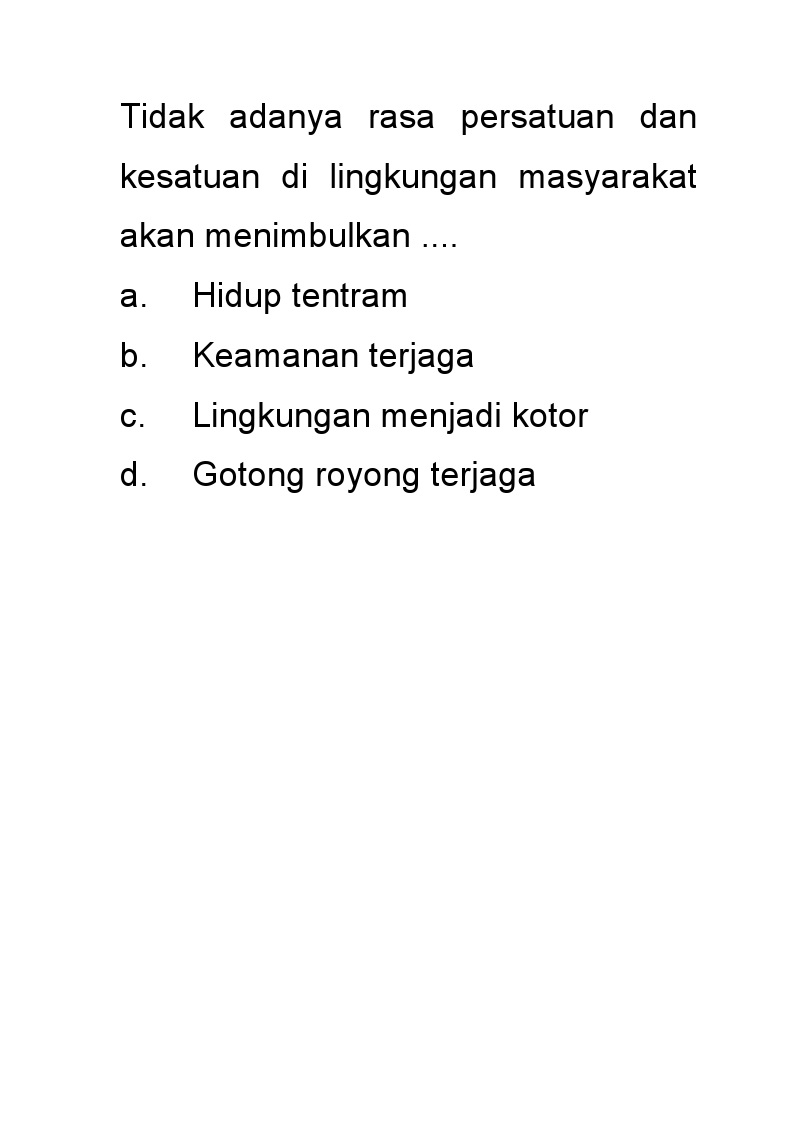 Tidak adanya rasa persatuan dan
kesatuan di lingkungan masyarakat
akan menimbulkan ....
a. Hidup tentram
b. Keamanan terjaga
c. Lingkungan menjadi kotor
d. Gotong royong terjaga